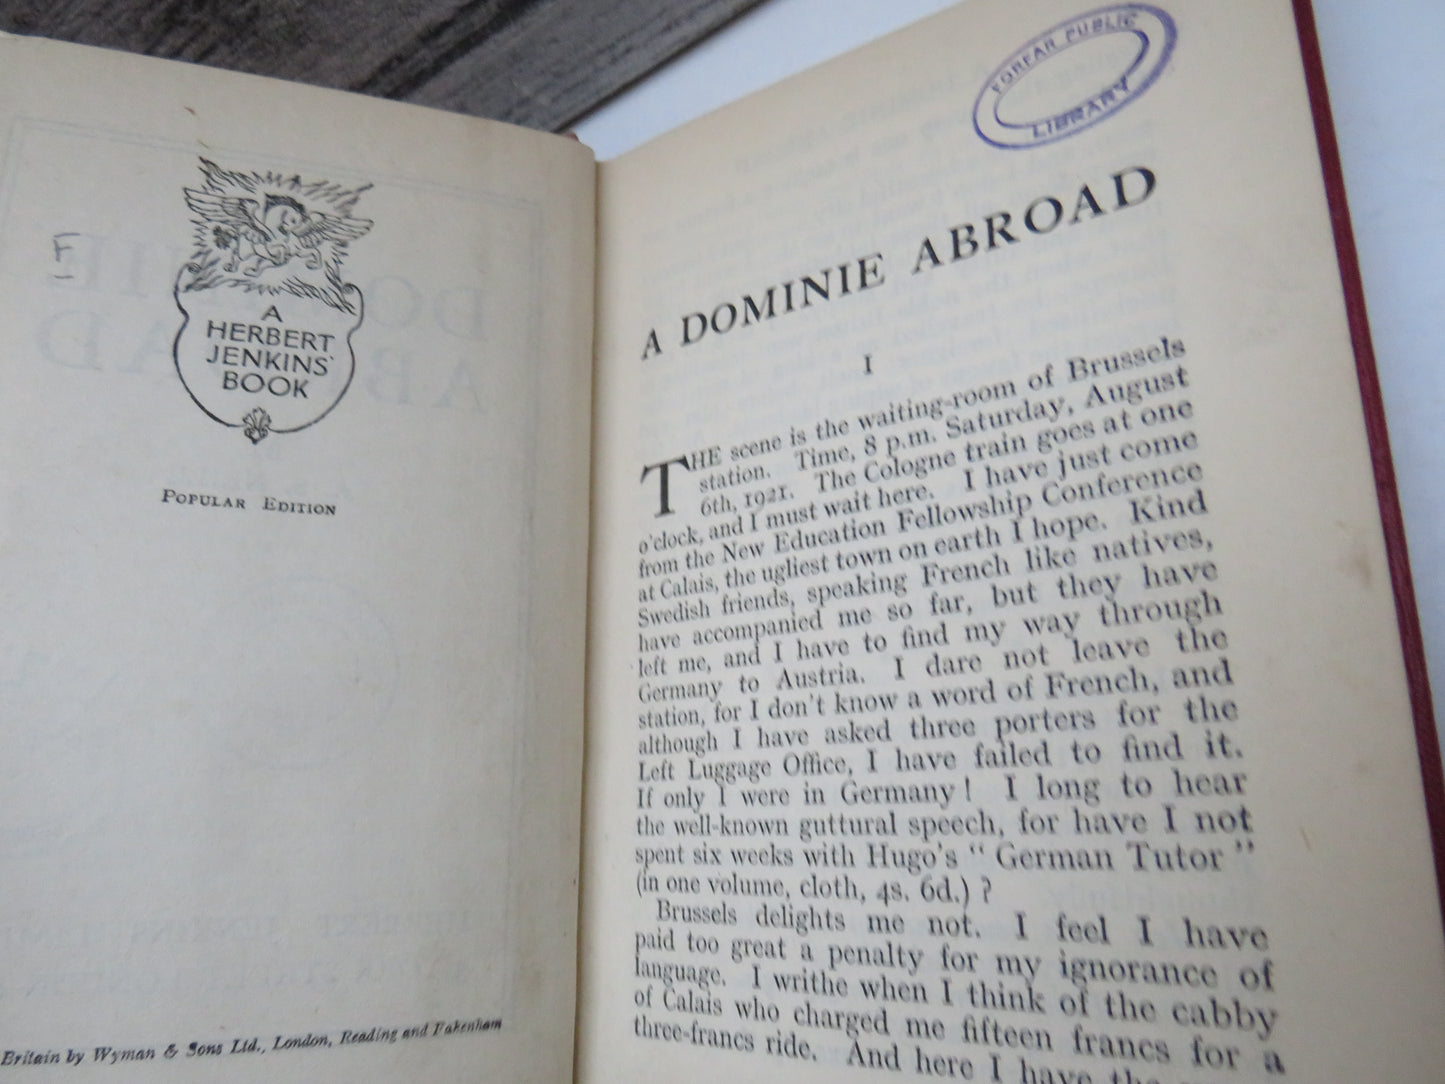 F
A
HERBERT
JENKINS'
BOOK
POPULAR EDITION
Britain by Wyman & Sons Ltd., London, Reading and Fakenham
FORFAR PUBLIC
LIBRARY
A DOMINIE ABROAD
I
THE scene is the waiting-room of Brussels
station. Time, 8 p.m. Saturday, August
6th, 1921. The Cologne train goes at one
o'clock, and I must wait here. I have just come
from the New Education Fellowship Conference
at Calais, the ugliest town on earth I hope. Kind
Swedish friends, speaking French like natives,
have accompanied me so far, but they have
left me, and I have to find my way through
Germany to Austria. I dare not leave the
station, for I don't know a word of French, and
although I have asked three porters for the
Left Luggage Office, I have failed to find it.
If only I were in Germany! I long to hear
the well-known guttural speech, for have I not
spent six weeks with Hugo's " German Tutor "
(in one volume, cloth, 4s. 6d.) ?
Brussels delights me not. I feel I have
paid too great a penalty for my ignorance of
language. I writhe when I think of the cabby
of Calais who charged me fifteen francs for a
three-francs ride. And here I have the